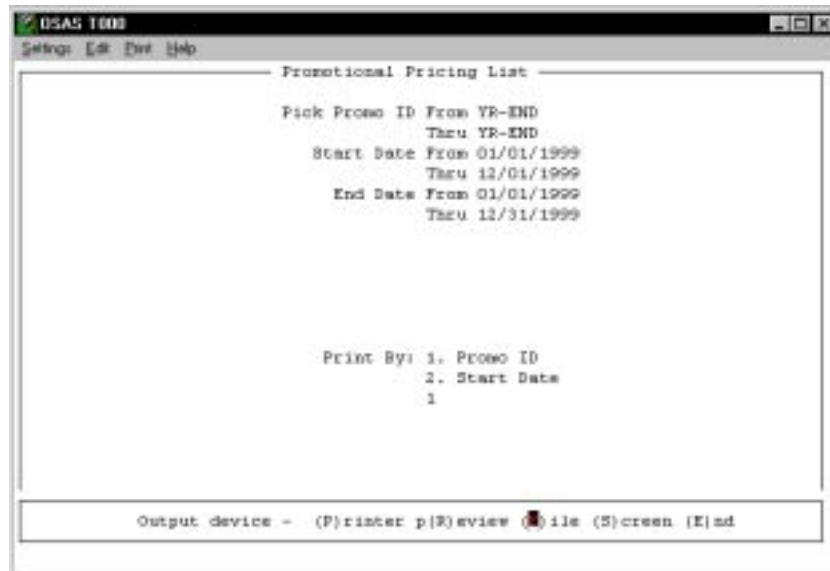 OSAS T000
Settings Edit Print Help
Promotional Pricing List
Pick Promo ID From YR-END
Thru YR-END
Start Date From 01/01/1999
Thru 12/01/1999
End Date From 01/01/1999
Thru 12/31/1999
Print By: 1. Promo ID
2. Start Date
1
Output device - (P)rinter p(R)eview ( )ile (S)creen (E)nd